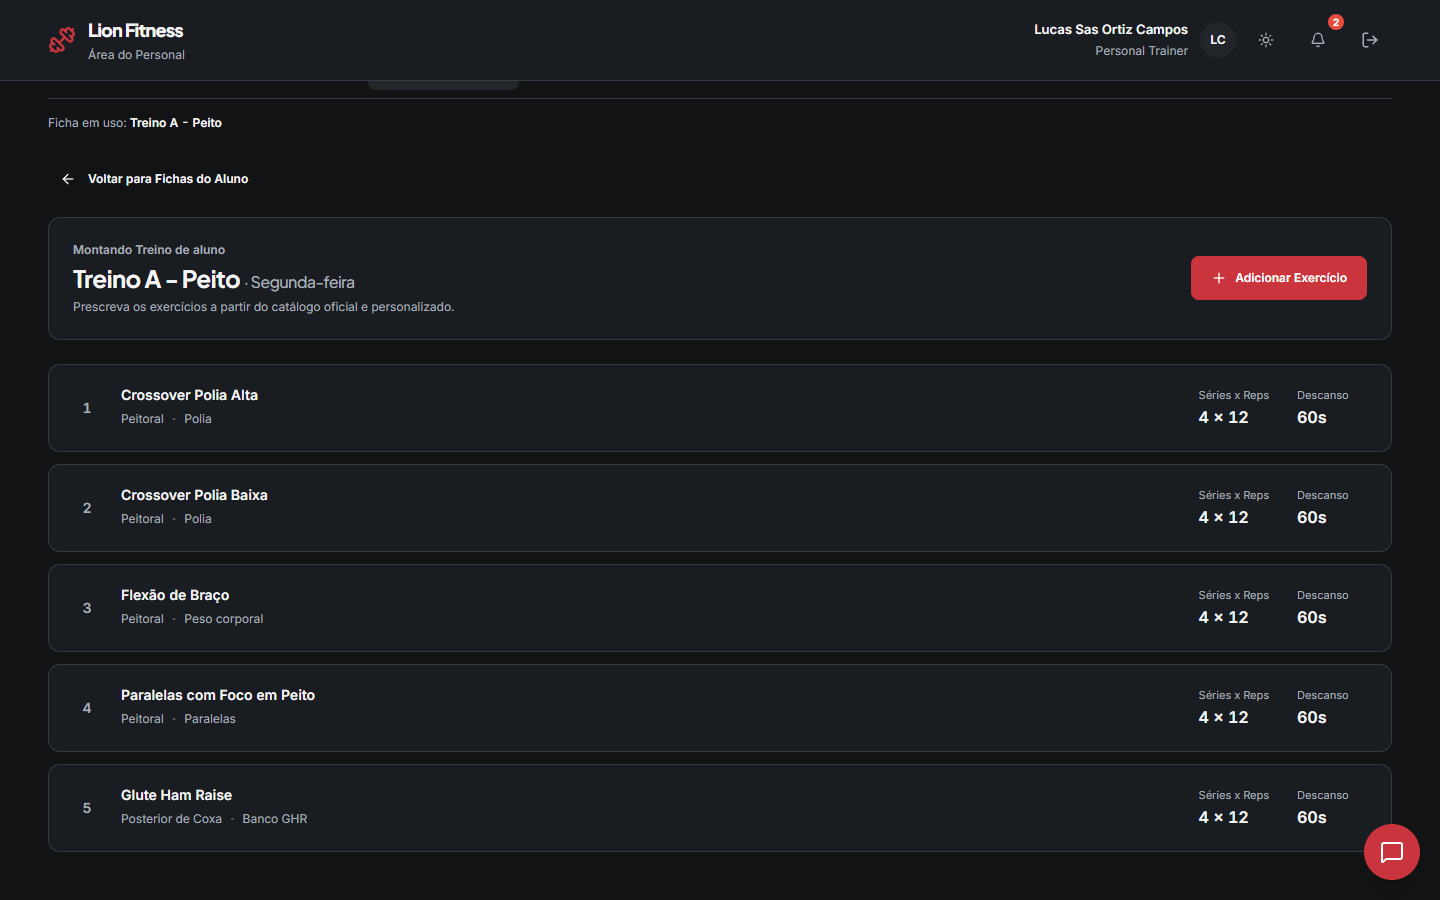 Lion Fitness
Área do Personal
Lucas Sas Ortiz Campos
Personal Trainer
LC
2
Ficha em uso: Treino A - Peito
Voltar para Fichas do Aluno
Montando Treino de aluno
Treino A – Peito · Segunda-feira
Prescreva os exercícios a partir do catálogo oficial e personalizado.
Adicionar Exercício
1
Crossover Polia Alta
Peitoral · Polia
Séries x Reps
4 × 12
Descanso
60s
2
Crossover Polia Baixa
Peitoral · Polia
Séries x Reps
4 × 12
Descanso
60s
3
Flexão de Braço
Peitoral · Peso corporal
Séries x Reps
4 × 12
Descanso
60s
4
Paralelas com Foco em Peito
Peitoral · Paralelas
Séries x Reps
4 × 12
Descanso
60s
5
Glute Ham Raise
Posterior de Coxa · Banco GHR
Séries x Reps
4 × 12
Descanso
60s